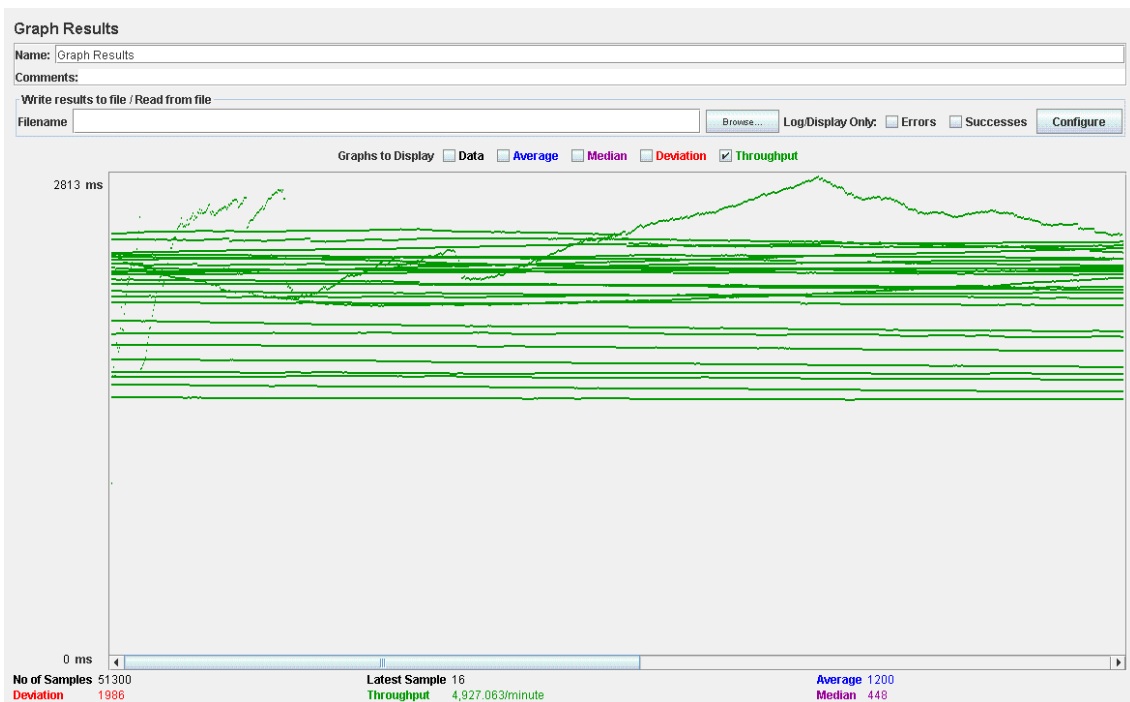 Graph Results
Name: Graph Results
Comments:
Write results to file / Read from file
Filename Browse... Log/Display Only: Errors Successes Configure
Graphs to Display Data Average Median Deviation Throughput
2813 ms
0 ms
No of Samples 51300 Latest Sample 16 Average 1200
Deviation 1986 Throughput 4,927.063/minute Median 448